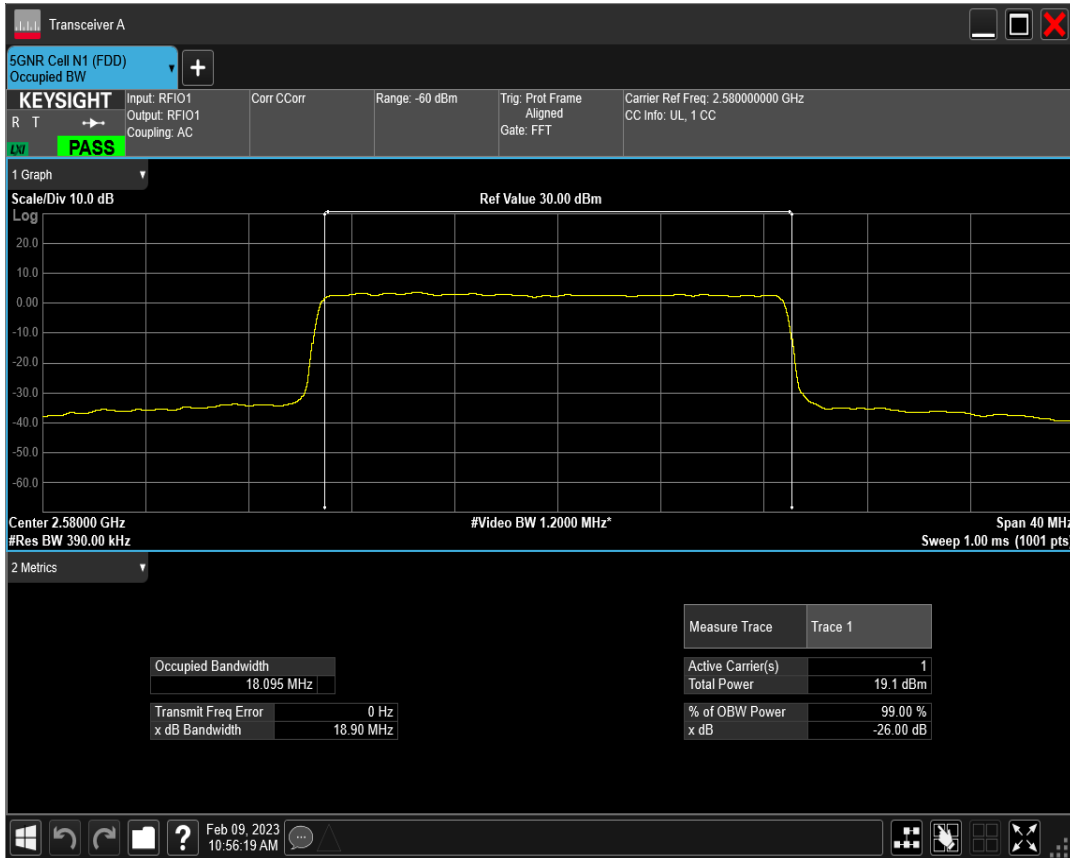 Transceiver A
5GNR Cell N1 (FDD)
Occupied BW
+
KEYSIGHT
R T
LXI
PASS
Input: RFIO1
Output: RFIO1
Coupling: AC
Corr CCorr
Range: -60 dBm
Trig: Prot Frame
Aligned
Gate: FFT
Carrier Ref Freq: 2.580000000 GHz
CC Info: UL, 1 CC
1 Graph
Scale/Div 10.0 dB
Ref Value 30.00 dBm
Log
20.0
10.0
0.00
-10.0
-20.0
-30.0
-40.0
-50.0
-60.0
Center 2.58000 GHz
#Video BW 1.2000 MHz*
Span 40 MHz
#Res BW 390.00 kHz
Sweep 1.00 ms (1001 pts)
2 Metrics
Measure Trace Trace 1
Occupied Bandwidth
18.095 MHz
Active Carrier(s) 1
Total Power 19.1 dBm
Transmit Freq Error 0 Hz
x dB Bandwidth 18.90 MHz
% of OBW Power 99.00 %
x dB -26.00 dB
?
Feb 09, 2023
10:56:19 AM